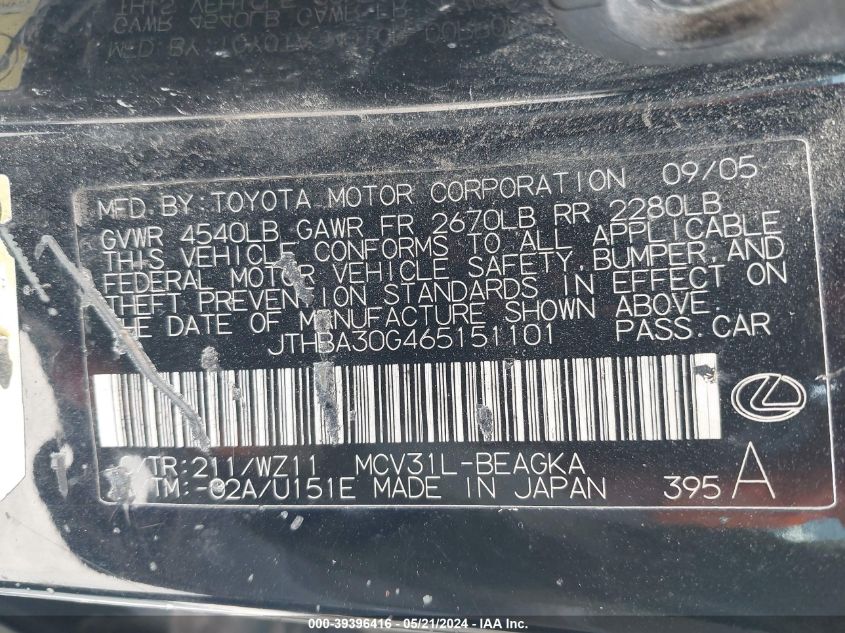 MFD. BY: TOYOTA MOTOR CORPORATION 09/05
GVWR 4540LB GAWR FR 2670LB RR 2280LB
THIS VEHICLE CONFORMS TO ALL APPLICABLE
FEDERAL MOTOR VEHICLE SAFETY, BUMPER, AND
THEFT PREVENTION STANDARDS IN EFFECT ON
THE DATE OF MANUFACTURE SHOWN ABOVE.
JTHBA30G465151101 PASS. CAR
C/TR: 211/WZ11 MCV31L-BEAGKA
A/TM: -02A/U151E MADE IN JAPAN 395 A
000-39396416 - 05/21/2024 - IAAI.COM